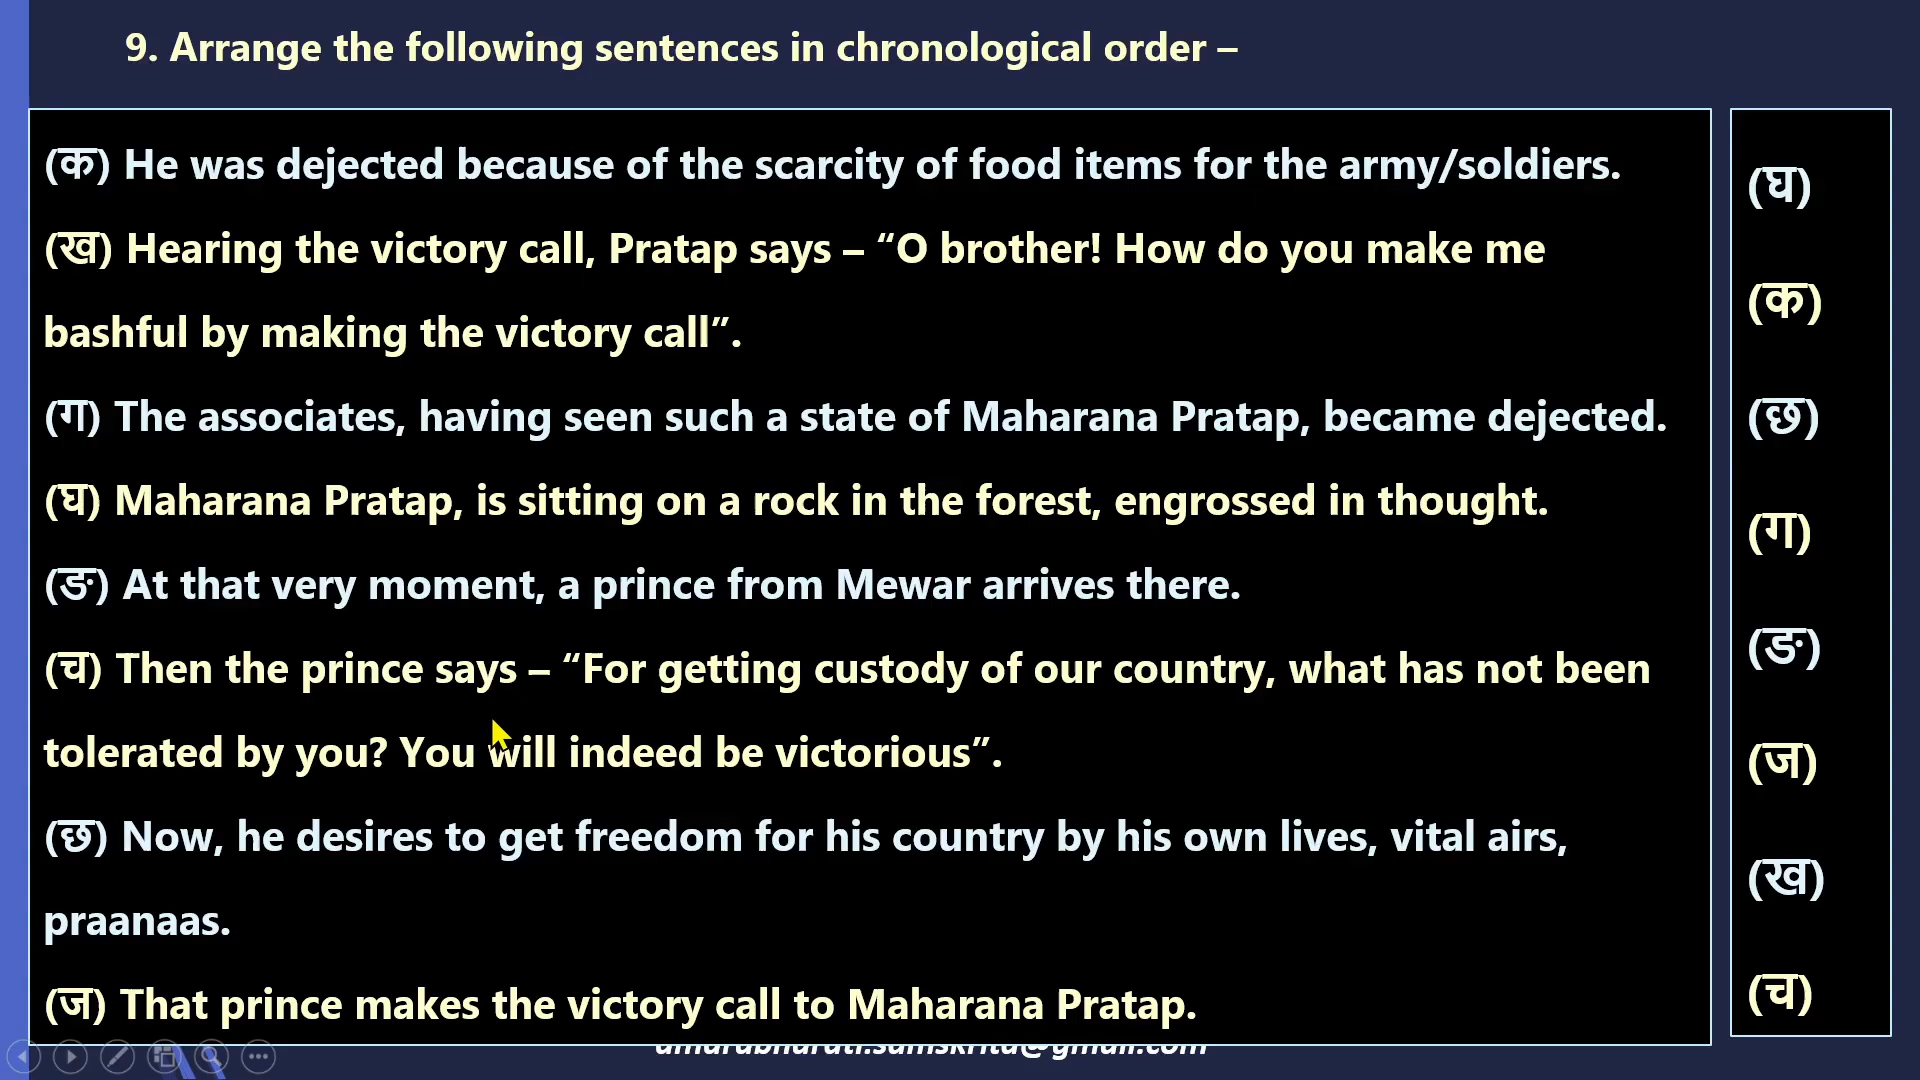 9. Arrange the following sentences in chronological order –
(क) He was dejected because of the scarcity of food items for the army/soldiers.
(ख) Hearing the victory call, Pratap says – “O brother! How do you make me
bashful by making the victory call”.
(ग) The associates, having seen such a state of Maharana Pratap, became dejected.
(घ) Maharana Pratap, is sitting on a rock in the forest, engrossed in thought.
(ङ) At that very moment, a prince from Mewar arrives there.
(च) Then the prince says – “For getting custody of our country, what has not been
tolerated by you? You will indeed be victorious”.
(छ) Now, he desires to get freedom for his country by his own lives, vital airs,
praanaas.
(ज) That prince makes the victory call to Maharana Pratap.
(घ)
(क)
(छ)
(ग)
(ङ)
(ज)
(ख)
(च)
amarabharati.samskrita@gmail.com